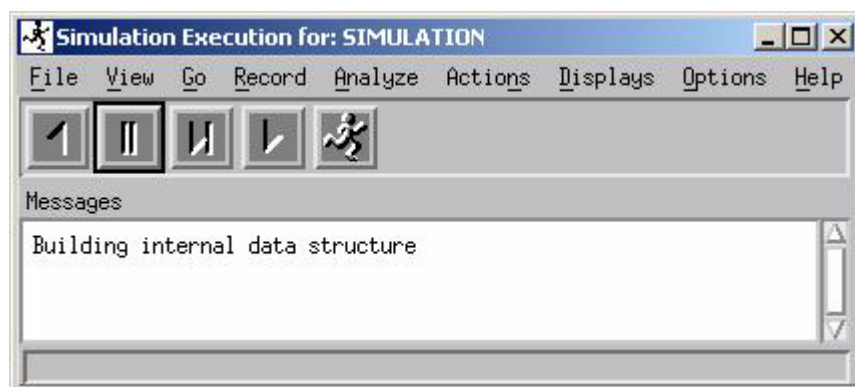 Simulation Execution for: SIMULATION
File View Go Record Analyze Actions Displays Options Help
Messages
Building internal data structure